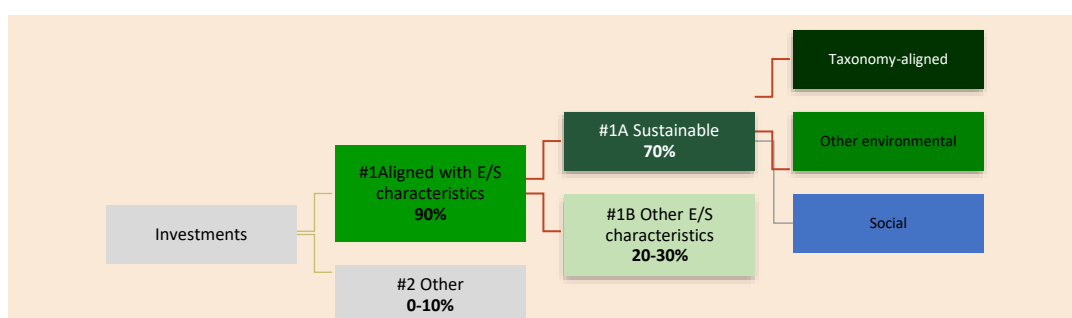 Taxonomy-aligned
#1A Sustainable
70%
Other environmental
#1Aligned with E/S
characteristics
90%
#1B Other E/S
characteristics
20-30%
Social
Investments
#2 Other
0-10%